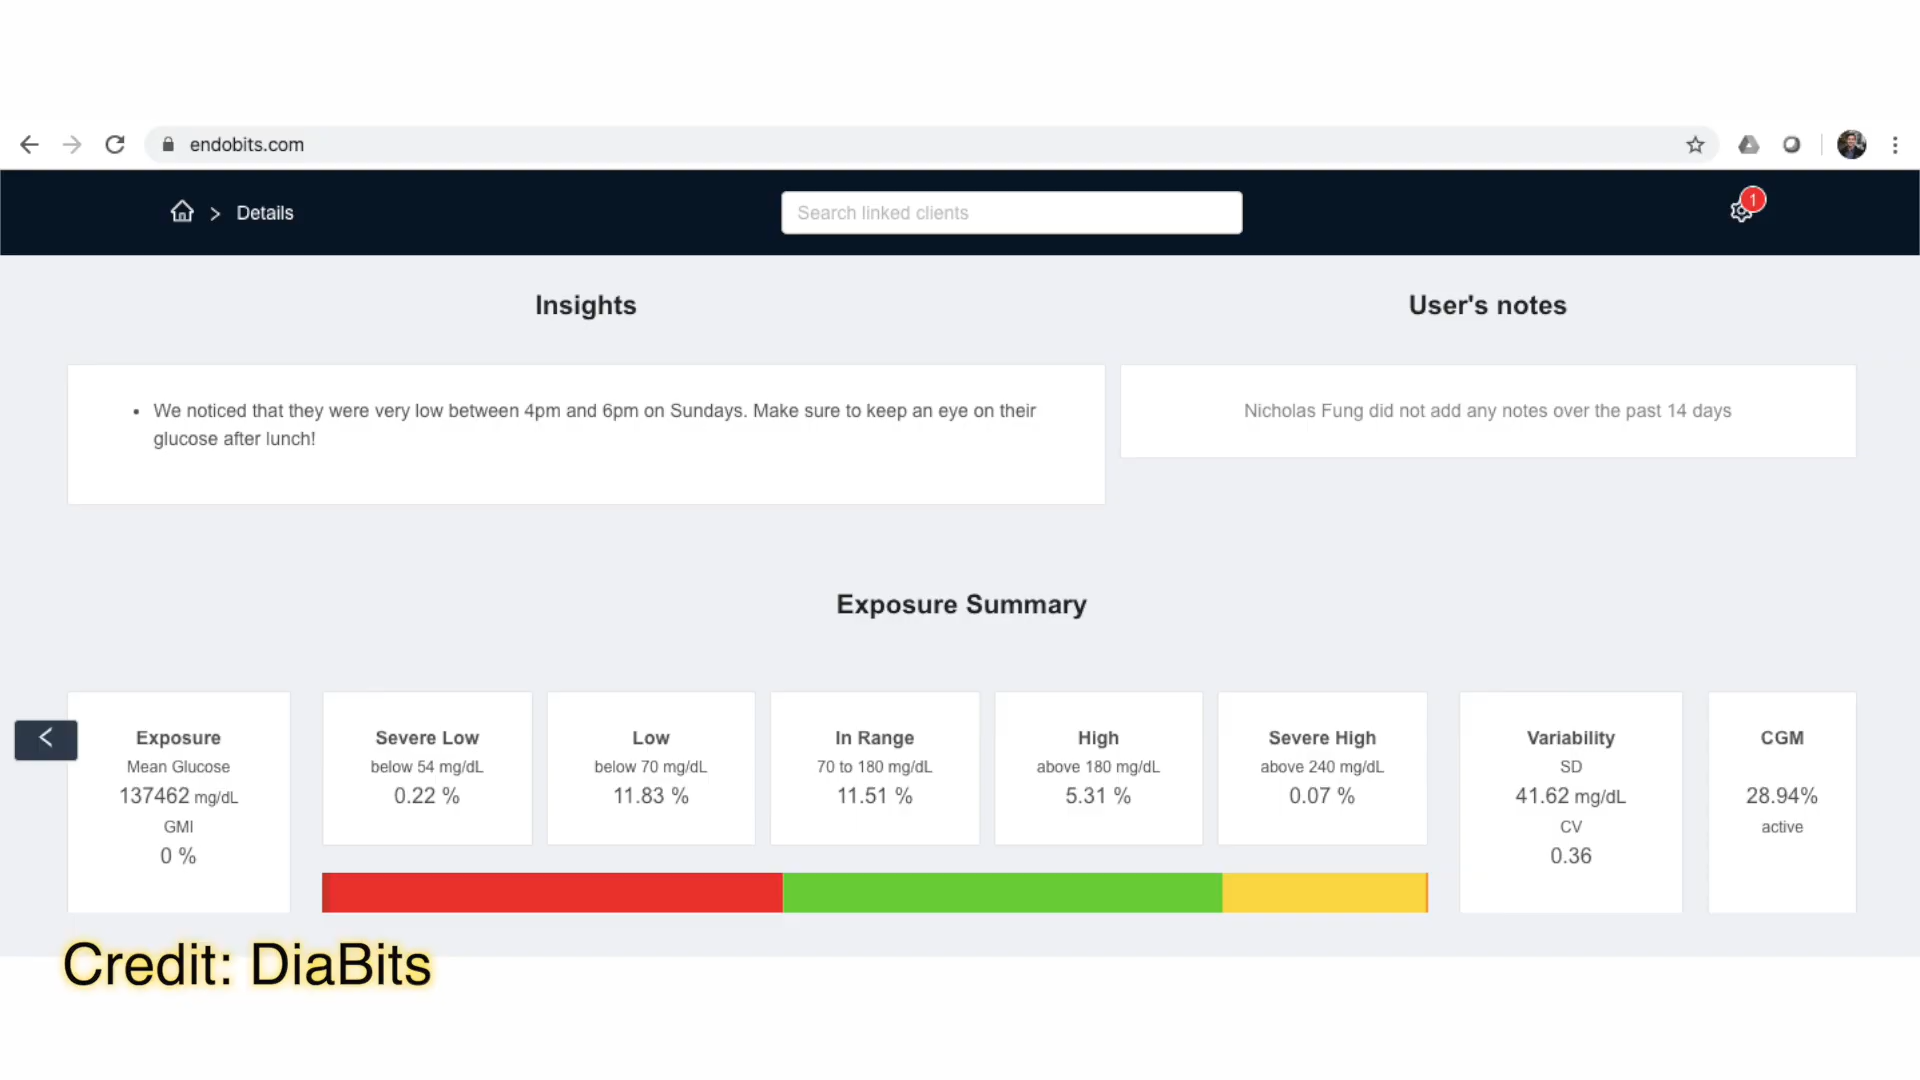 endobits.com
> Details
Search linked clients
1
Insights
User's notes
• We noticed that they were very low between 4pm and 6pm on Sundays. Make sure to keep an eye on their
glucose after lunch!
Nicholas Fung did not add any notes over the past 14 days
Exposure Summary
Exposure
Mean Glucose
137462 mg/dL
GMI
0 %
Severe Low
below 54 mg/dL
0.22 %
Low
below 70 mg/dL
11.83 %
In Range
70 to 180 mg/dL
11.51 %
High
above 180 mg/dL
5.31 %
Severe High
above 240 mg/dL
0.07 %
Variability
SD
41.62 mg/dL
CV
0.36
CGM
28.94%
active
Credit: DiaBits